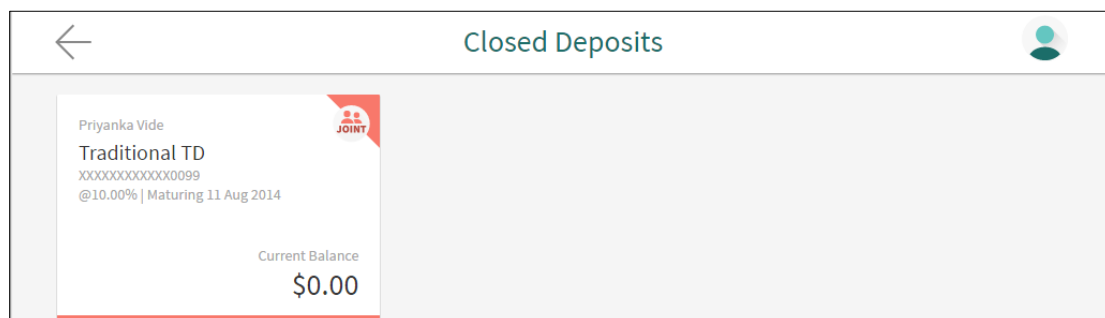 Closed Deposits
Priyanka Vide
JOINT
Traditional TD
XXXXXXXXXXXX0099
@10.00% | Maturing 11 Aug 2014
Current Balance
$0.00